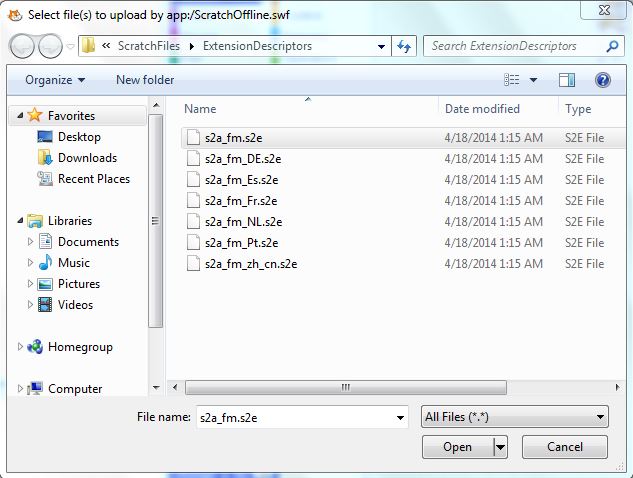 Select file(s) to upload by app:/ScratchOffline.swf
ScratchFiles ExtensionDescriptors Search ExtensionDescriptors
Organize New folder
Favorites
Desktop
Downloads
Recent Places
Libraries
Documents
Music
Pictures
Videos
Homegroup
Computer
Name Date modified Type
s2a_fm.s2e 4/18/2014 1:15 AM S2E File
s2a_fm_DE.s2e 4/18/2014 1:15 AM S2E File
s2a_fm_Es.s2e 4/18/2014 1:15 AM S2E File
s2a_fm_Fr.s2e 4/18/2014 1:15 AM S2E File
s2a_fm_NL.s2e 4/18/2014 1:15 AM S2E File
s2a_fm_Pt.s2e 4/18/2014 1:15 AM S2E File
s2a_fm_zh_cn.s2e 4/18/2014 1:15 AM S2E File
File name: s2a_fm.s2e All Files (*.*)
Open Cancel